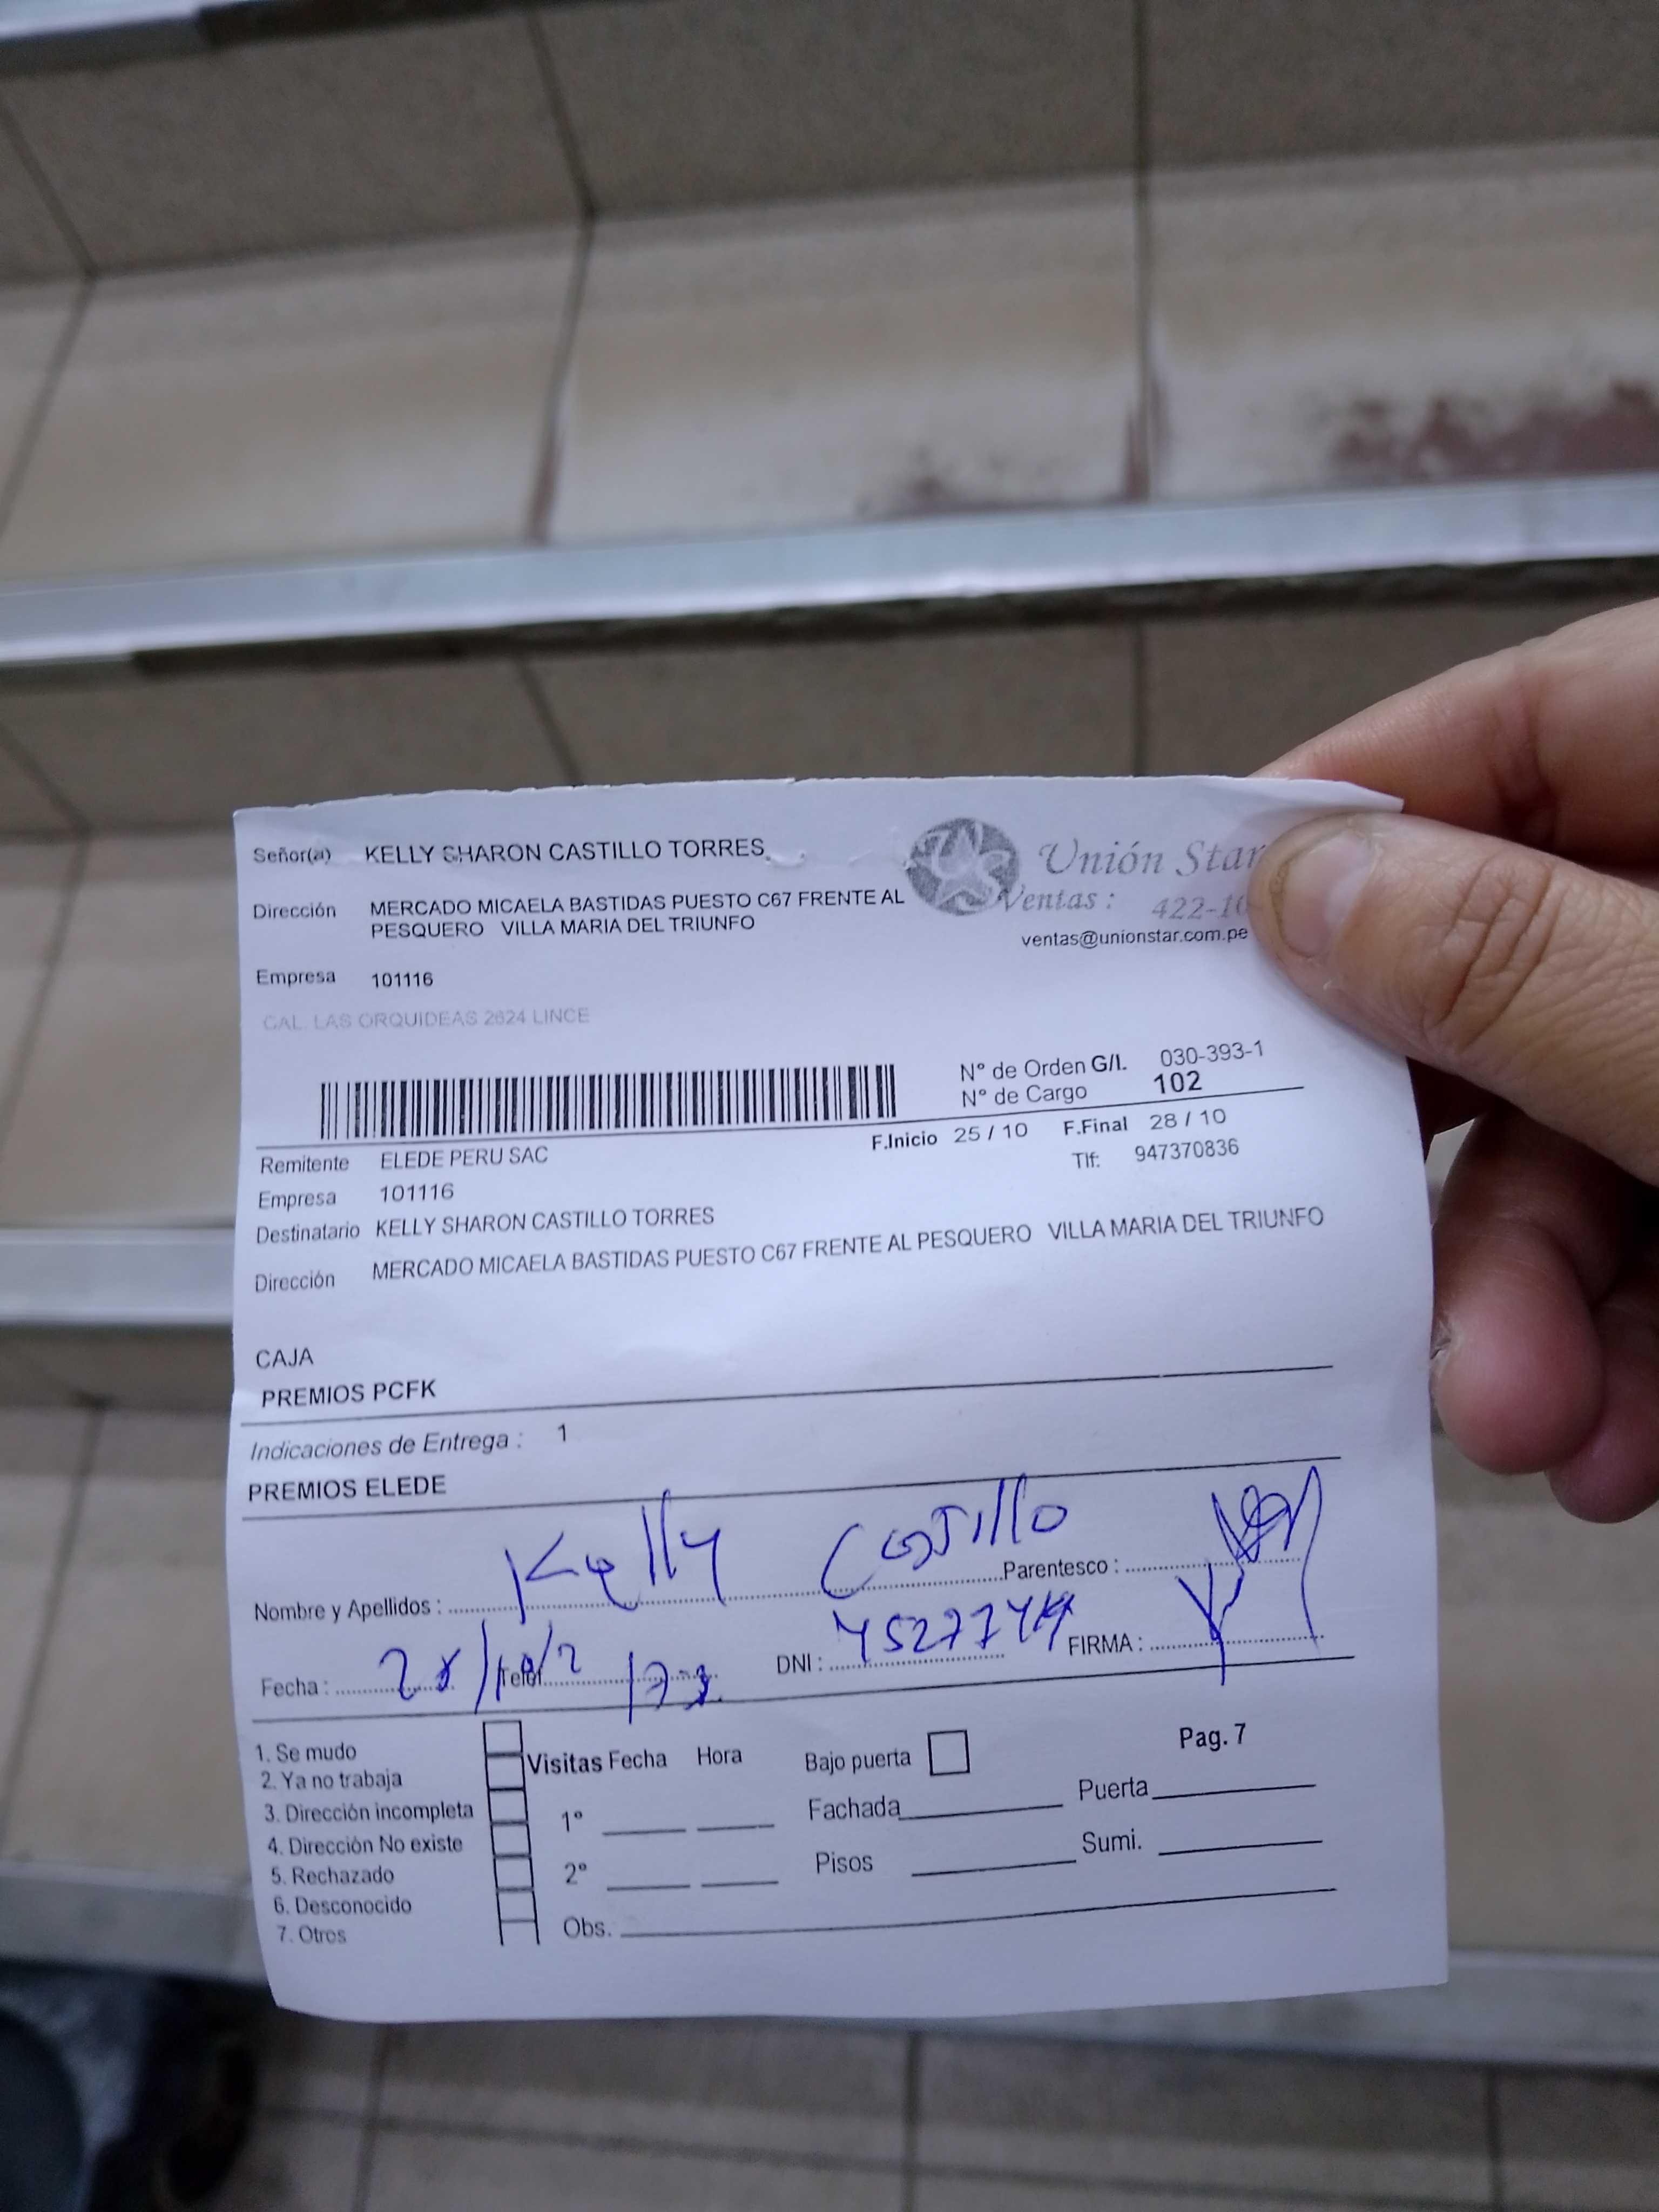 Señor(a) KELLY SHARON CASTILLO TORRES
Unión Star
Dirección MERCADO MICAELA BASTIDAS PUESTO C67 FRENTE AL
PESQUERO VILLA MARIA DEL TRIUNFO
Ventas : 422-10
ventas@unionstar.com.pe
Empresa 101116
CAL. LAS ORQUIDEAS 2624 LINCE
N° de Orden G/I. 030-393-1
N° de Cargo 102
F.Inicio 25 / 10 F.Final 28 / 10
Remitente ELEDE PERU SAC
Tlf: 947370836
Empresa 101116
Destinatario KELLY SHARON CASTILLO TORRES
Dirección MERCADO MICAELA BASTIDAS PUESTO C67 FRENTE AL PESQUERO VILLA MARIA DEL TRIUNFO
CAJA
PREMIOS PCFK
Indicaciones de Entrega : 1
PREMIOS ELEDE
Nombre y Apellidos : Kelly Castillo Parentesco :
Fecha : Telef. DNI : FIRMA :
1. Se mudo
2. Ya no trabaja
3. Dirección incompleta
4. Dirección No existe
5. Rechazado
6. Desconocido
7. Otros
Visitas Fecha Hora
1°
2°
Obs.
Bajo puerta
Fachada
Pisos
Pag. 7
Puerta
Sumi.